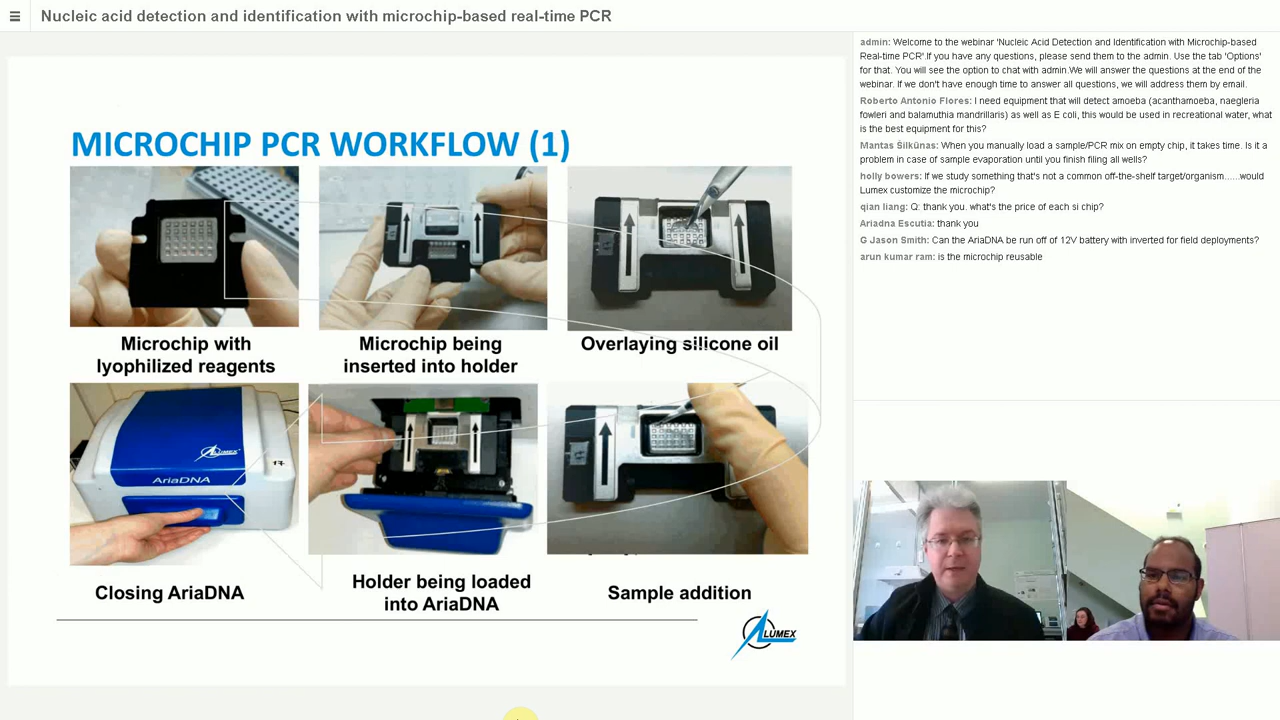 Nucleic acid detection and identification with microchip-based real-time PCR
MICROCHIP PCR WORKFLOW (1)
Microchip with
lyophilized reagents
Microchip being
inserted into holder
Overlaying silicone oil
LUMEX
AriaDNA
17
Closing AriaDNA
Holder being loaded
into AriaDNA
Sample addition
LUMEX
admin: Welcome to the webinar 'Nucleic Acid Detection and Identification with Microchip-based
Real-time PCR'.If you have any questions, please send them to the admin. Use the tab 'Options'
for that. You will see the option to chat with admin.We will answer the questions at the end of the
webinar. If we don't have enough time to answer all questions, we will address them by email.
Roberto Antonio Flores: I need equipment that will detect amoeba (acanthamoeba, naegleria
fowleri and balamuthia mandrillaris) as well as E coli, this would be used in recreational water, what
is the best equipment for this?
Mantas Šilkūnas: When you manually load a sample/PCR mix on empty chip, it takes time. Is it a
problem in case of sample evaporation until you finish filing all wells?
holly bowers: If we study something that's not a common off-the-shelf target/organism......would
Lumex customize the microchip?
qian liang: Q: thank you. what's the price of each si chip?
Ariadna Escutia: thank you
G Jason Smith: Can the AriaDNA be run off of 12V battery with inverted for field deployments?
arun kumar ram: is the microchip reusable